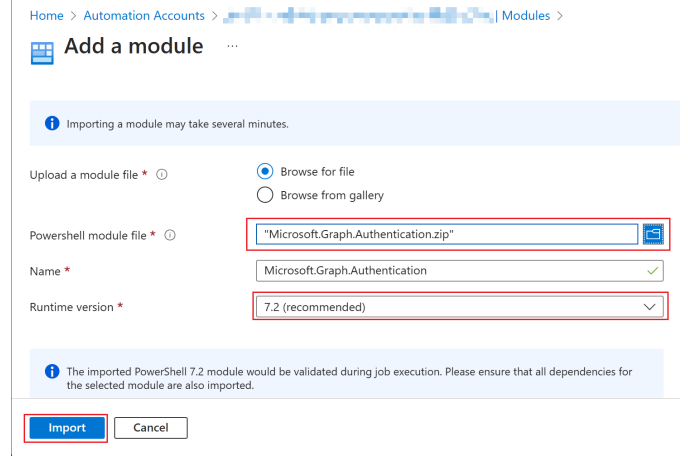 Home > Automation Accounts > | Modules >
Add a module ...
Importing a module may take several minutes.
Upload a module file *
Browse for file
Browse from gallery
Powershell module file *
"Microsoft.Graph.Authentication.zip"
Name *
Microsoft.Graph.Authentication
Runtime version *
7.2 (recommended)
The imported PowerShell 7.2 module would be validated during job execution. Please ensure that all dependencies for
the selected module are also imported.
Import
Cancel